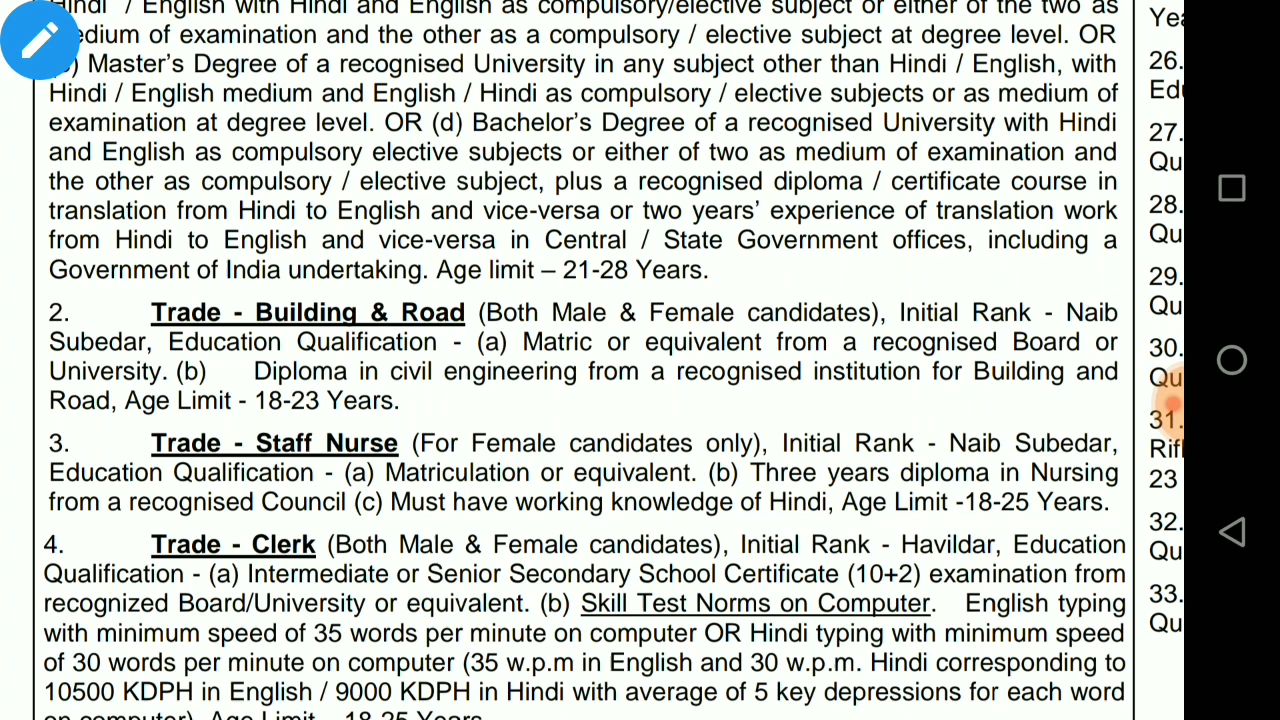 Hindi / English with Hindi and English as compulsory/elective subject or either of the two as
medium of examination and the other as a compulsory / elective subject at degree level. OR
) Master's Degree of a recognised University in any subject other than Hindi / English, with
Hindi / English medium and English / Hindi as compulsory / elective subjects or as medium of
examination at degree level. OR (d) Bachelor's Degree of a recognised University with Hindi
and English as compulsory elective subjects or either of two as medium of examination and
the other as compulsory / elective subject, plus a recognised diploma / certificate course in
translation from Hindi to English and vice-versa or two years' experience of translation work
from Hindi to English and vice-versa in Central / State Government offices, including a
Government of India undertaking. Age limit – 21-28 Years.
2. Trade - Building & Road (Both Male & Female candidates), Initial Rank - Naib
Subedar, Education Qualification - (a) Matric or equivalent from a recognised Board or
University. (b) Diploma in civil engineering from a recognised institution for Building and
Road, Age Limit - 18-23 Years.
3. Trade - Staff Nurse (For Female candidates only), Initial Rank - Naib Subedar,
Education Qualification - (a) Matriculation or equivalent. (b) Three years diploma in Nursing
from a recognised Council (c) Must have working knowledge of Hindi, Age Limit -18-25 Years.
4. Trade - Clerk (Both Male & Female candidates), Initial Rank - Havildar, Education
Qualification - (a) Intermediate or Senior Secondary School Certificate (10+2) examination from
recognized Board/University or equivalent. (b) Skill Test Norms on Computer. English typing
with minimum speed of 35 words per minute on computer OR Hindi typing with minimum speed
of 30 words per minute on computer (35 w.p.m in English and 30 w.p.m. Hindi corresponding to
10500 KDPH in English / 9000 KDPH in Hindi with average of 5 key depressions for each word
on computer), Age Limit - 18-25 Years.
Yea
26.
Edu
27.
Qu
28.
Qu
29.
Qu
30.
Qu
31.
Rifl
23
32.
Qu
33.
Qu